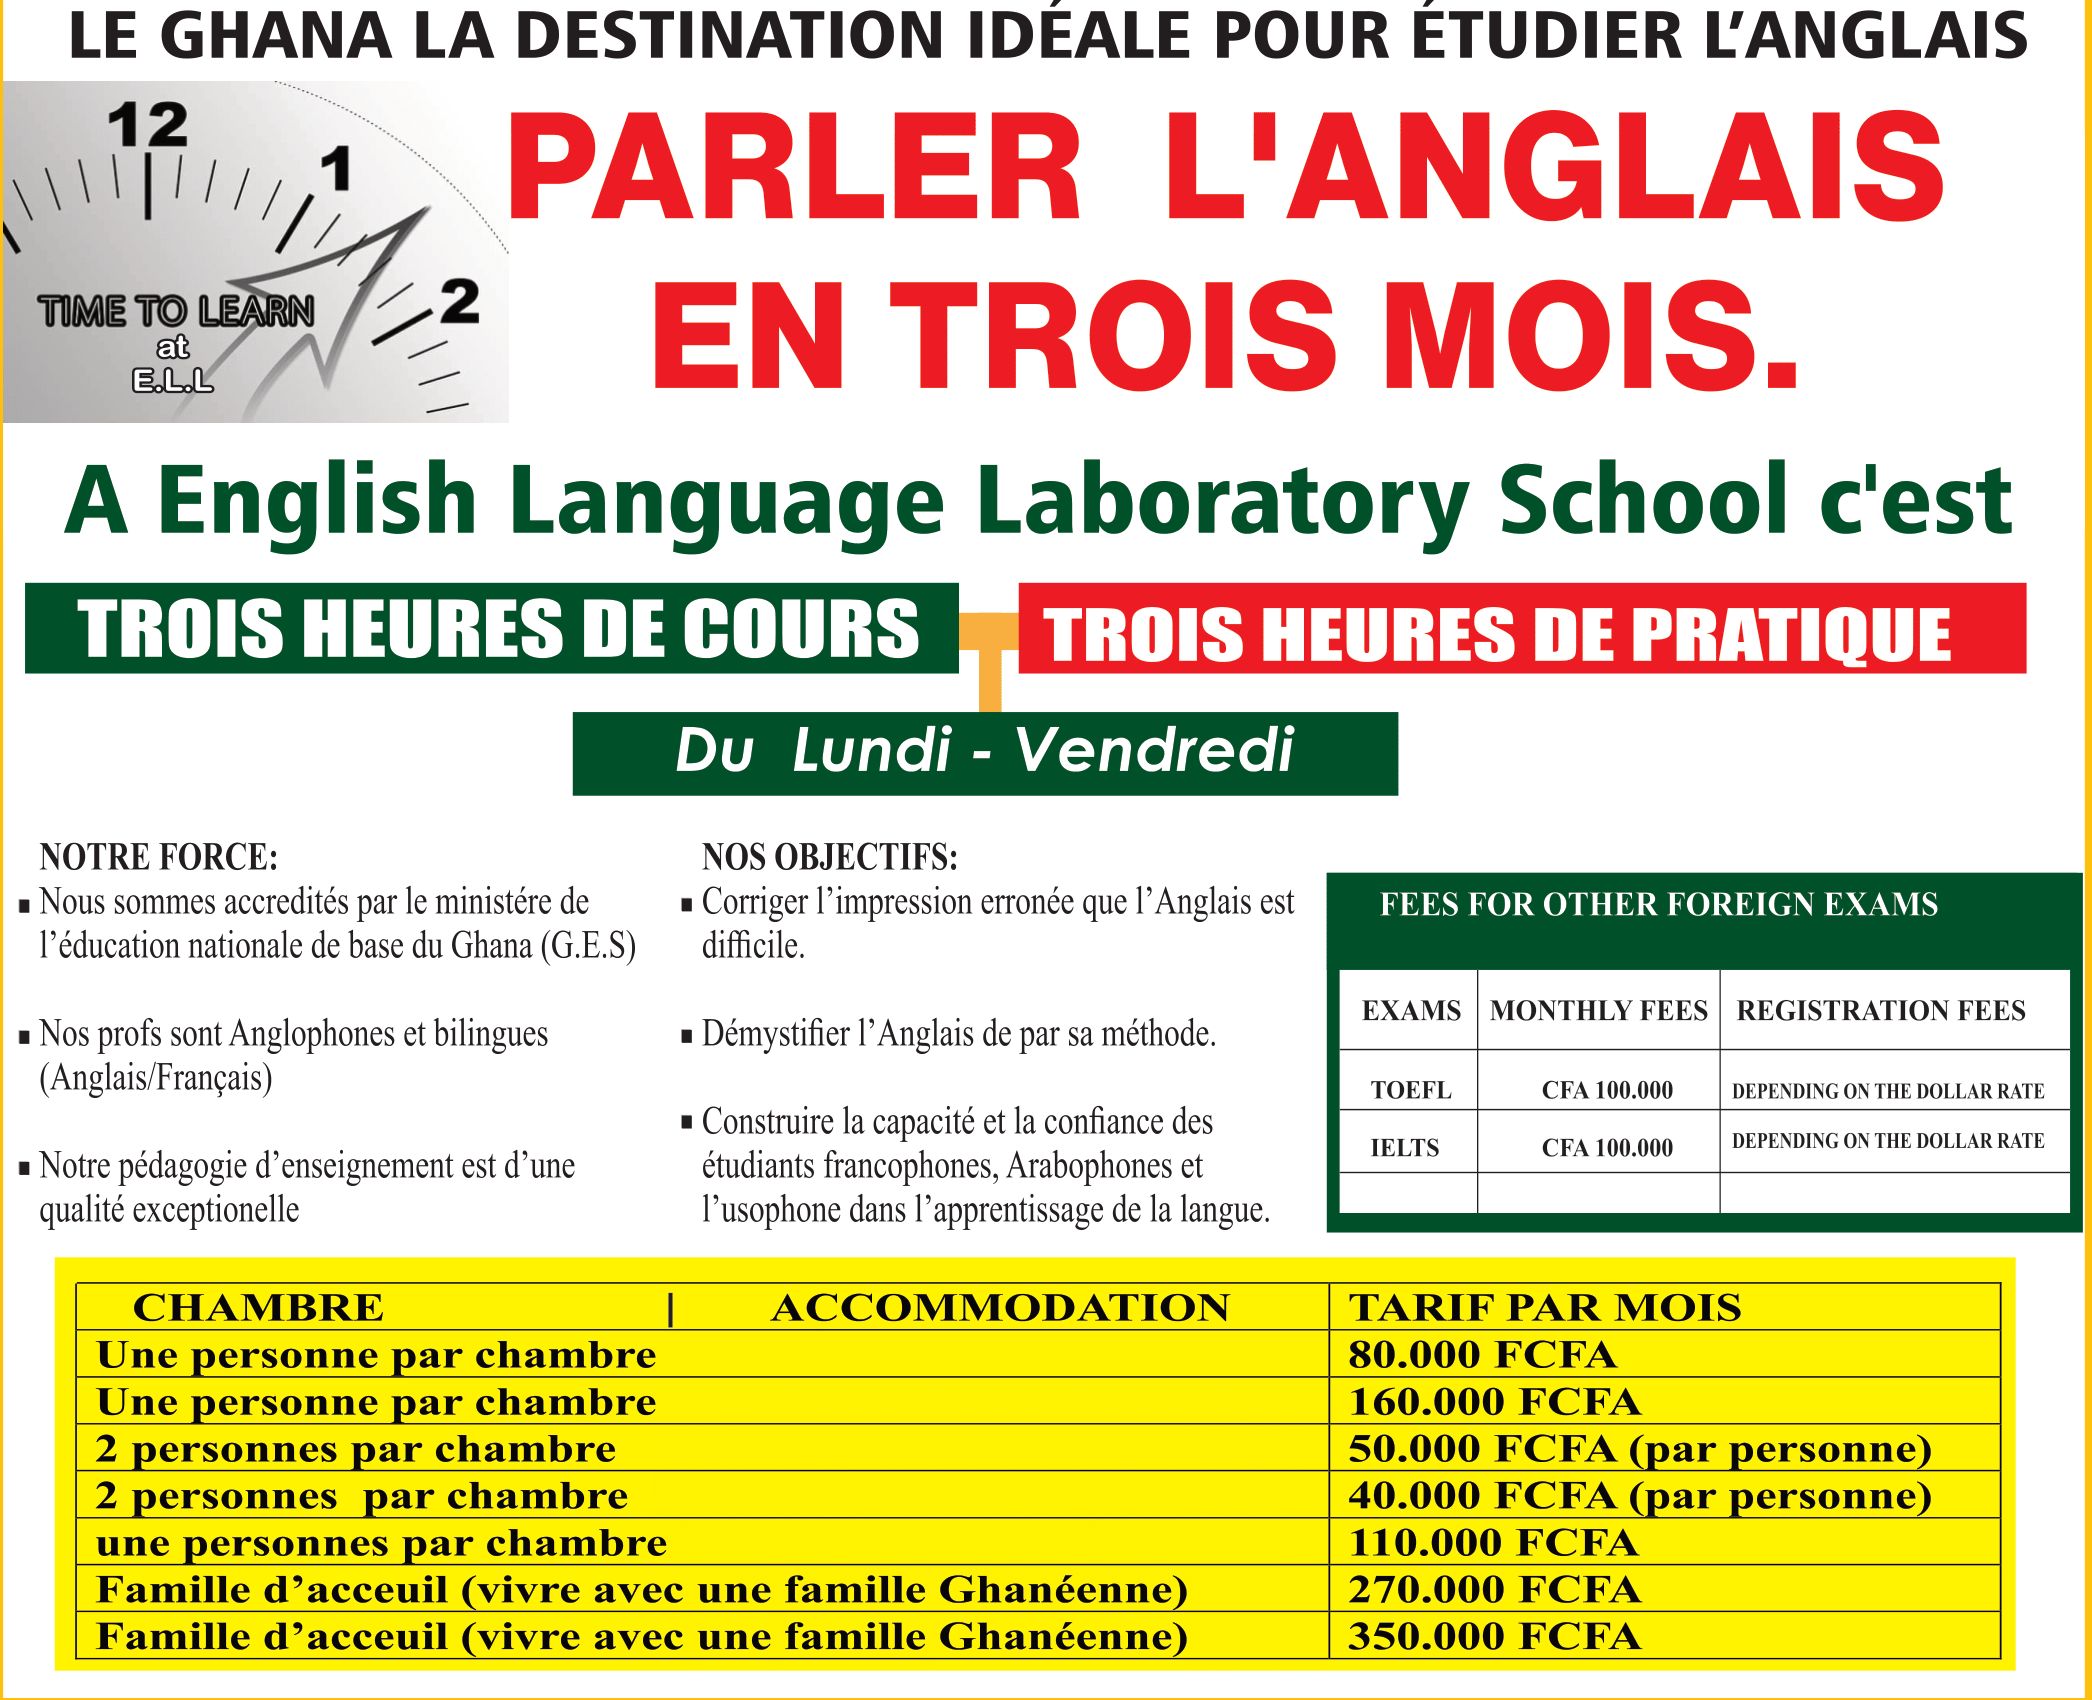 LE GHANA LA DESTINATION IDÉALE POUR ÉTUDIER L’ANGLAIS
12
1
2
TIME TO LEARN
at
E.L.L
PARLER L'ANGLAIS
EN TROIS MOIS.
A English Language Laboratory School c'est
TROIS HEURES DE COURS
TROIS HEURES DE PRATIQUE
Du Lundi - Vendredi
NOTRE FORCE:
▪ Nous sommes accredités par le ministére de
l’éducation nationale de base du Ghana (G.E.S)
▪ Nos profs sont Anglophones et bilingues
(Anglais/Français)
▪ Notre pédagogie d’enseignement est d’une
qualité exceptionelle
NOS OBJECTIFS:
▪ Corriger l’impression erronée que l’Anglais est
difficile.
▪ Démystifier l’Anglais de par sa méthode.
▪ Construire la capacité et la confiance des
étudiants francophones, Arabophones et
l’usophone dans l’apprentissage de la langue.
FEES FOR OTHER FOREIGN EXAMS
EXAMS MONTHLY FEES REGISTRATION FEES
TOEFL CFA 100.000 DEPENDING ON THE DOLLAR RATE
IELTS CFA 100.000 DEPENDING ON THE DOLLAR RATE
CHAMBRE | ACCOMMODATION TARIF PAR MOIS
Une personne par chambre 80.000 FCFA
Une personne par chambre 160.000 FCFA
2 personnes par chambre 50.000 FCFA (par personne)
2 personnes par chambre 40.000 FCFA (par personne)
une personnes par chambre 110.000 FCFA
Famille d’acceuil (vivre avec une famille Ghanéenne) 270.000 FCFA
Famille d’acceuil (vivre avec une famille Ghanéenne) 350.000 FCFA